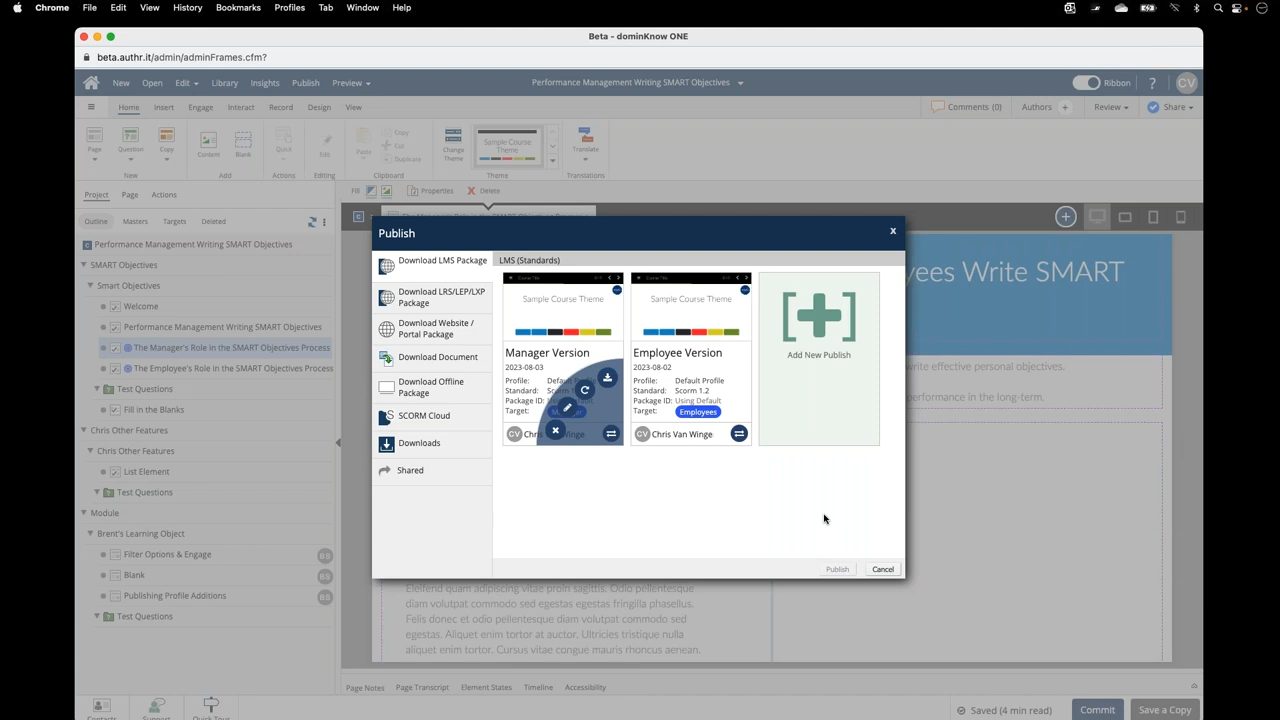 Chrome File Edit View History Bookmarks Profiles Tab Window Help
Beta - dominKnow ONE
beta.authr.it/admin/adminFrames.cfm?
New Open Edit Library Insights Publish Preview Performance Management Writing SMART Objectives Ribbon ? CV
Home Insert Engage Interact Record Design View Comments (0) Authors + Review Share
Page Question Copy Content Blank Quick Edit Paste Copy Cut Duplicate Change Theme Sample Course Theme Translate
New Add Actions Editing Clipboard Theme Translations
Project Page Actions
Fill Properties Delete
Outline Masters Targets Deleted
Performance Management Writing SMART Objectives
SMART Objectives
Smart Objectives
Welcome
Performance Management Writing SMART Objectives
The Manager's Role in the SMART Objectives Process
The Employee's Role in the SMART Objectives Process
Test Questions
Fill in the Blanks
Chris Other Features
Chris Other Features
List Element
Test Questions
Module
Brent's Learning Object
Filter Options & Engage BS
Blank BS
Publishing Profile Additions BS
Test Questions
Publish x
Download LMS Package
Download LRS/LEP/LXP
Package
Download Website /
Portal Package
Download Document
Download Offline
Package
SCORM Cloud
Downloads
Shared
LMS (Standards)
Sample Course Theme
Manager Version
2023-08-03
Profile:
Standard:
Package ID:
Target:
CV Chris
Sample Course Theme
Employee Version
2023-08-02
Profile: Default Profile
Standard: Scorm 1.2
Package ID: Using Default
Target: Employees
CV Chris Van Winge
Add New Publish
Publish Cancel
ees Write SMART
write effective personal objectives.
performance in the long-term.
Eleifend quam adipiscing vitae proin sagittis. Odio pellentesque
diam volutpat commodo sed egestas egestas fringilla phasellus.
Felis donec et odio pellentesque diam volutpat commodo sed
egestas. Aliquet enim tortor at auctor. Ultricies tristique nulla
aliquet enim tortor. Cursus vitae congue mauris rhoncus aenean.
Page Notes Page Transcript Element States Timeline Accessibility
Contacts Support Quick Tour Saved (4 min read) Commit Save a Copy